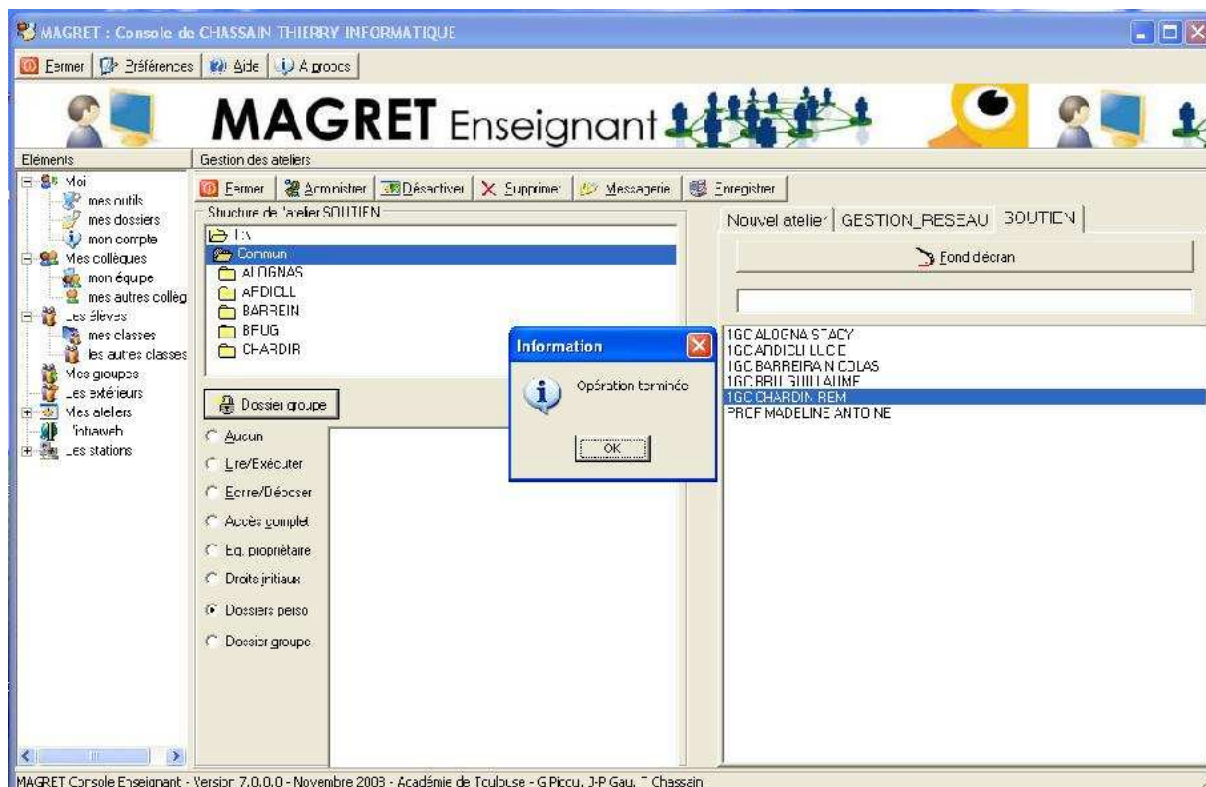 MAGRET : Console de CHASSAIN THIERRY INFORMATIQUE
Fermer Préférences Aide A propos
MAGRET Enseignant
Eléments
Gestion des ateliers
Moi
mes outils
mes dossiers
mon compte
Mes collègues
mon équipe
mes autres collèg
Les élèves
mes classes
les autres classes
Mes groupes
Les extérieurs
Mes ateliers
l'intraweb
Les stations
Fermer Administrer Désactiver Supprimer Messagerie Enregistrer
Structure de l'atelier SOUTIEN
Commun
ALOGNAS
BARREIN
CHARDIR
Dossier groupe
Aucun
Lire/Exécuter
Ecrire/Déposer
Accès complet
Eq. propriétaire
Droits initiaux
Dossiers perso
Dossier groupe
Nouvel atelier GESTION_RESEAU SOUTIEN
Fond décran
1GC ALOGNA STACY
1GC BARREIRA NICOLAS
1GC CHARDIN REMI
PROF MADELINE ANTOINE
Information
Opération terminée
OK
MAGRET Console Enseignant - Version 7.0.0.0 - Novembre 2003 - Académie de Toulouse - G Piccu, J-P Gau, T Chassain